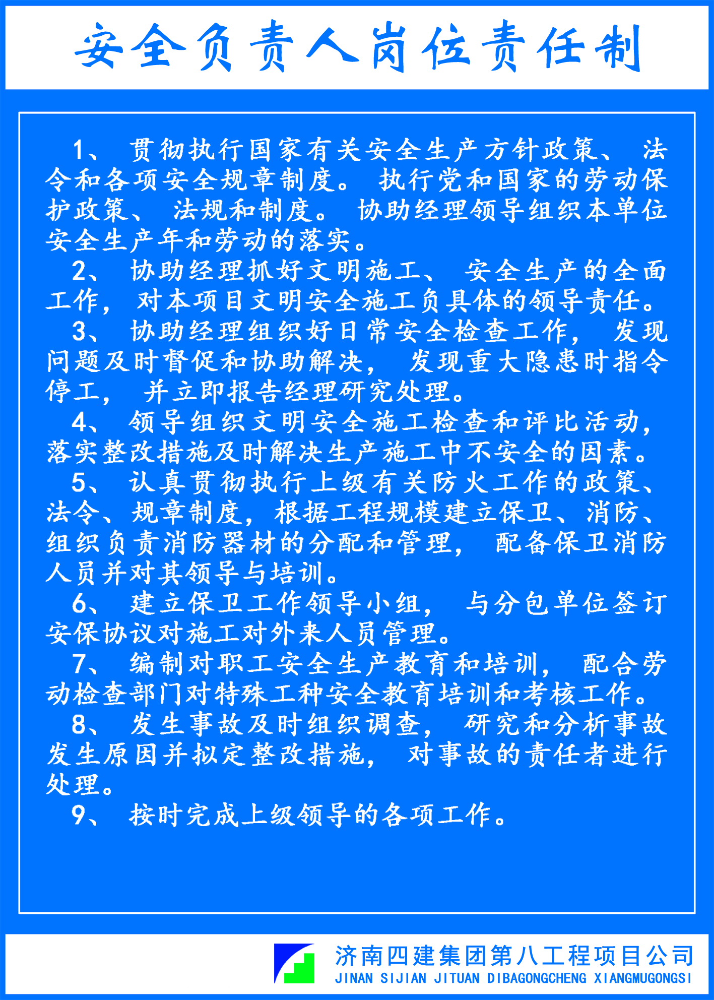 安全负责人岗位责任制
1、 贯彻执行国家有关安全生产方针政策、 法
令和各项安全规章制度。 执行党和国家的劳动保
护政策、 法规和制度。 协助经理领导组织本单位
安全生产年和劳动的落实。
2、 协助经理抓好文明施工、 安全生产的全面
工作， 对本项目文明安全施工负具体的领导责任。
3、 协助经理组织好日常安全检查工作， 发现
问题及时督促和协助解决， 发现重大隐患时指令
停工， 并立即报告经理研究处理。
4、 领导组织文明安全施工检查和评比活动，
落实整改措施及时解决生产施工中不安全的因素。
5、 认真贯彻执行上级有关防火工作的政策、
法令、规章制度，根据工程规模建立保卫、消防、
组织负责消防器材的分配和管理， 配备保卫消防
人员并对其领导与培训。
6、 建立保卫工作领导小组， 与分包单位签订
安保协议对施工对外来人员管理。
7、 编制对职工安全生产教育和培训， 配合劳
动检查部门对特殊工种安全教育培训和考核工作。
8、 发生事故及时组织调查， 研究和分析事故
发生原因并拟定整改措施， 对事故的责任者进行
处理。
9、 按时完成上级领导的各项工作。
济南四建集团第八工程项目公司
JINAN SIJIAN JITUAN DIBAGONGCHENG XIANGMUGONGSI